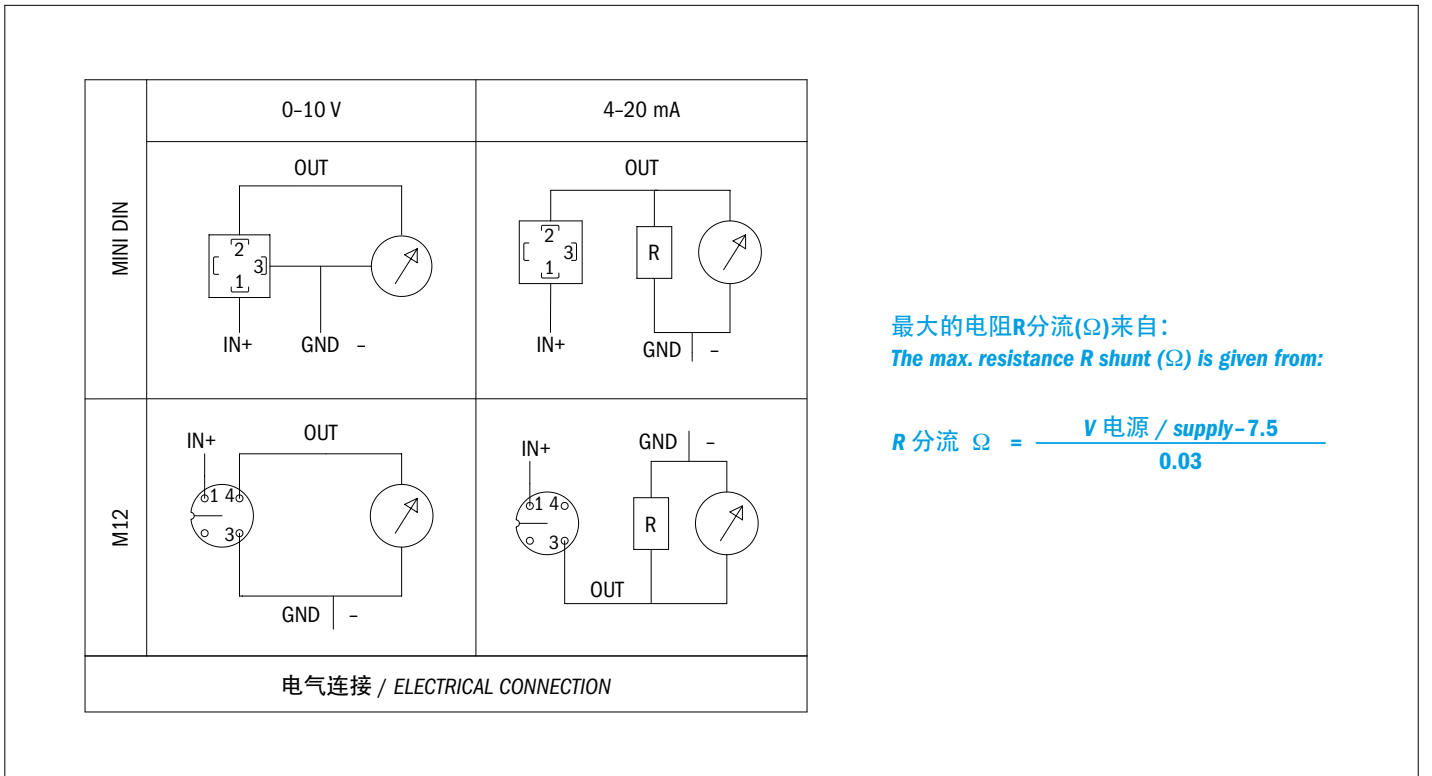 0–10 V
4–20 mA
MINI DIN
OUT
2
3
1
IN+
GND –
OUT
2
3
1
R
IN+
GND –
M12
IN+
OUT
1 4
3
GND –
IN+
GND –
1 4
3
R
OUT
电气连接 / ELECTRICAL CONNECTION
最大的电阻R分流(Ω)来自：
The max. resistance R shunt (Ω) is given from:
R 分流 Ω = V 电源 / supply–7.5
0.03